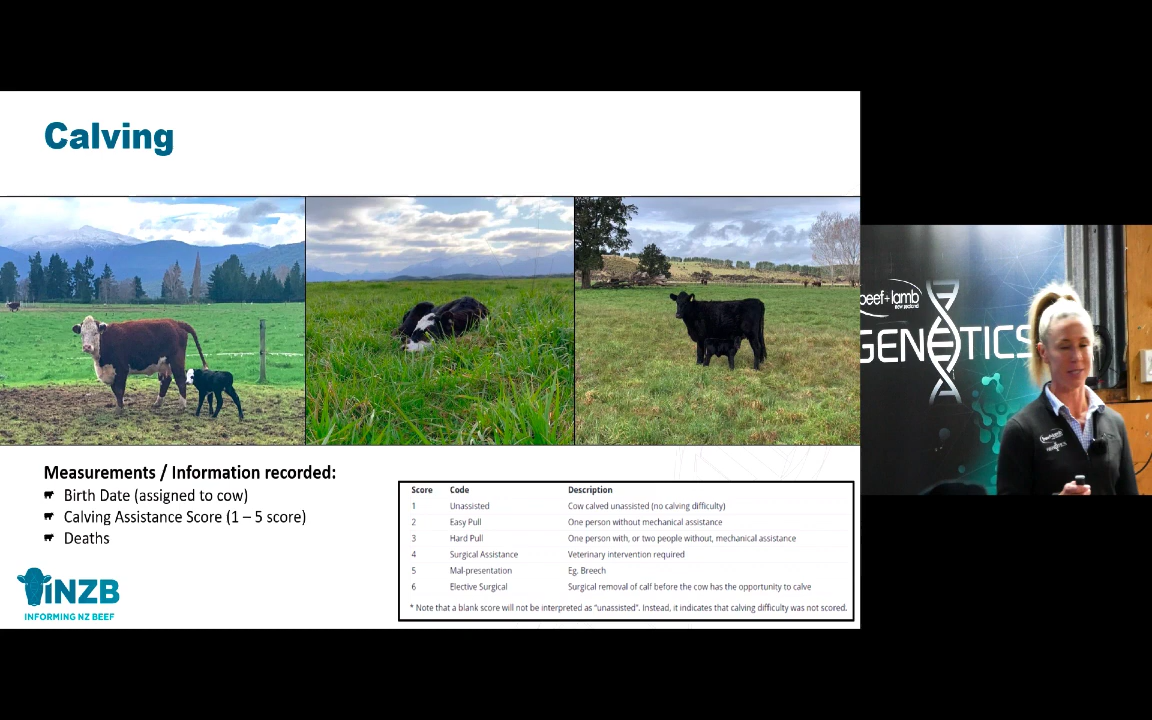 Calving
Measurements / Information recorded:
Birth Date (assigned to cow)
Calving Assistance Score (1 – 5 score)
Deaths
Score Code Description
1 Unassisted Cow calved unassisted (no calving difficulty)
2 Easy Pull One person without mechanical assistance
3 Hard Pull One person with, or two people without, mechanical assistance
4 Surgical Assistance Veterinary intervention required
5 Mal-presentation Eg. Breech
6 Elective Surgical Surgical removal of calf before the cow has the opportunity to calve
* Note that a blank score will not be interpreted as "unassisted". Instead, it indicates that calving difficulty was not scored.
INZB
INFORMING NZ BEEF
beef+lamb
new zealand
GENETICS